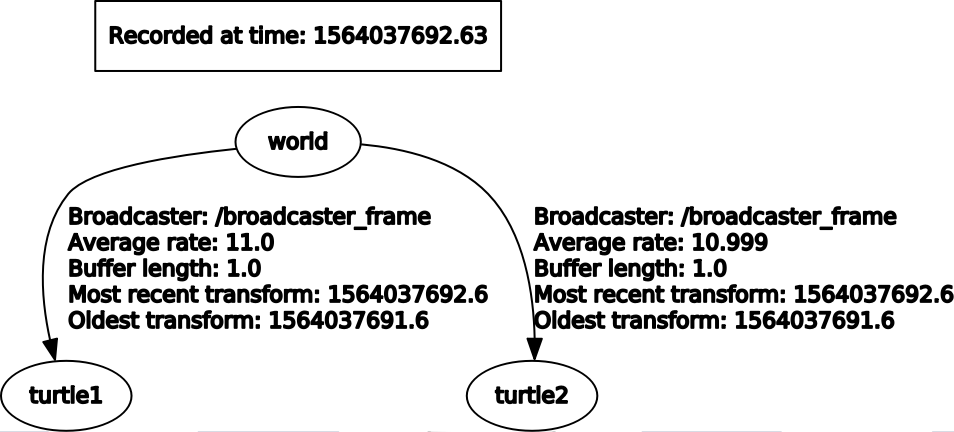 Recorded at time: 1564037692.63
world
Broadcaster: /broadcaster_frame
Average rate: 11.0
Buffer length: 1.0
Most recent transform: 1564037692.6
Oldest transform: 1564037691.6
Broadcaster: /broadcaster_frame
Average rate: 10.999
Buffer length: 1.0
Most recent transform: 1564037692.6
Oldest transform: 1564037691.6
turtle1
turtle2